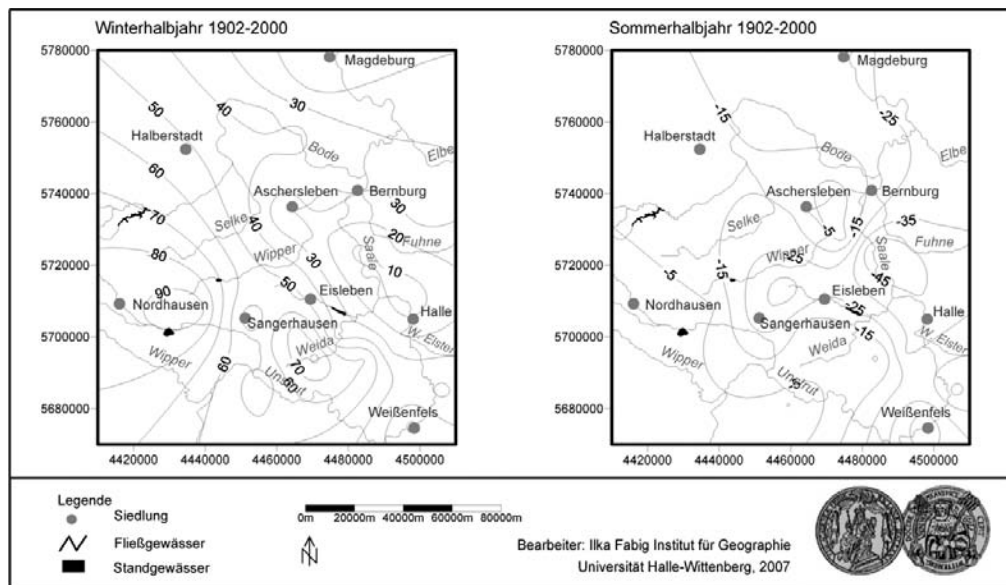 Winterhalbjahr 1902-2000
5780000
5760000
5740000
5720000
5700000
5680000
4420000 4440000 4460000 4480000 4500000
Magdeburg
50
40
30
Halberstadt
60
Bode
Elbe
Aschersleben
Bernburg
70
Selke
40
30
20
Fuhne
80
Wipper
30
Saale
10
90
50
Eisleben
Nordhausen
Sangerhausen
Halle
W. Elster
Weida
Wipper
60
70
60
Unstrut
Weißenfels
Sommerhalbjahr 1902-2000
5780000
5760000
5740000
5720000
5700000
5680000
4420000 4440000 4460000 4480000 4500000
Magdeburg
-15
-25
Halberstadt
Bode
Elbe
Aschersleben
Bernburg
Selke
-5
-15
-35
Fuhne
Wipper
-25
Saale
-5
-15
-45
Eisleben
Nordhausen
-25
Halle
Sangerhausen
-15
W. Elster
Weida
Wipper
-5
Unstrut
Weißenfels
Legende
Siedlung
Fließgewässer
Standgewässer
0m 20000m 40000m 60000m 80000m
N
Bearbeiter: Ilka Fabig Institut für Geographie
Universität Halle-Wittenberg, 2007